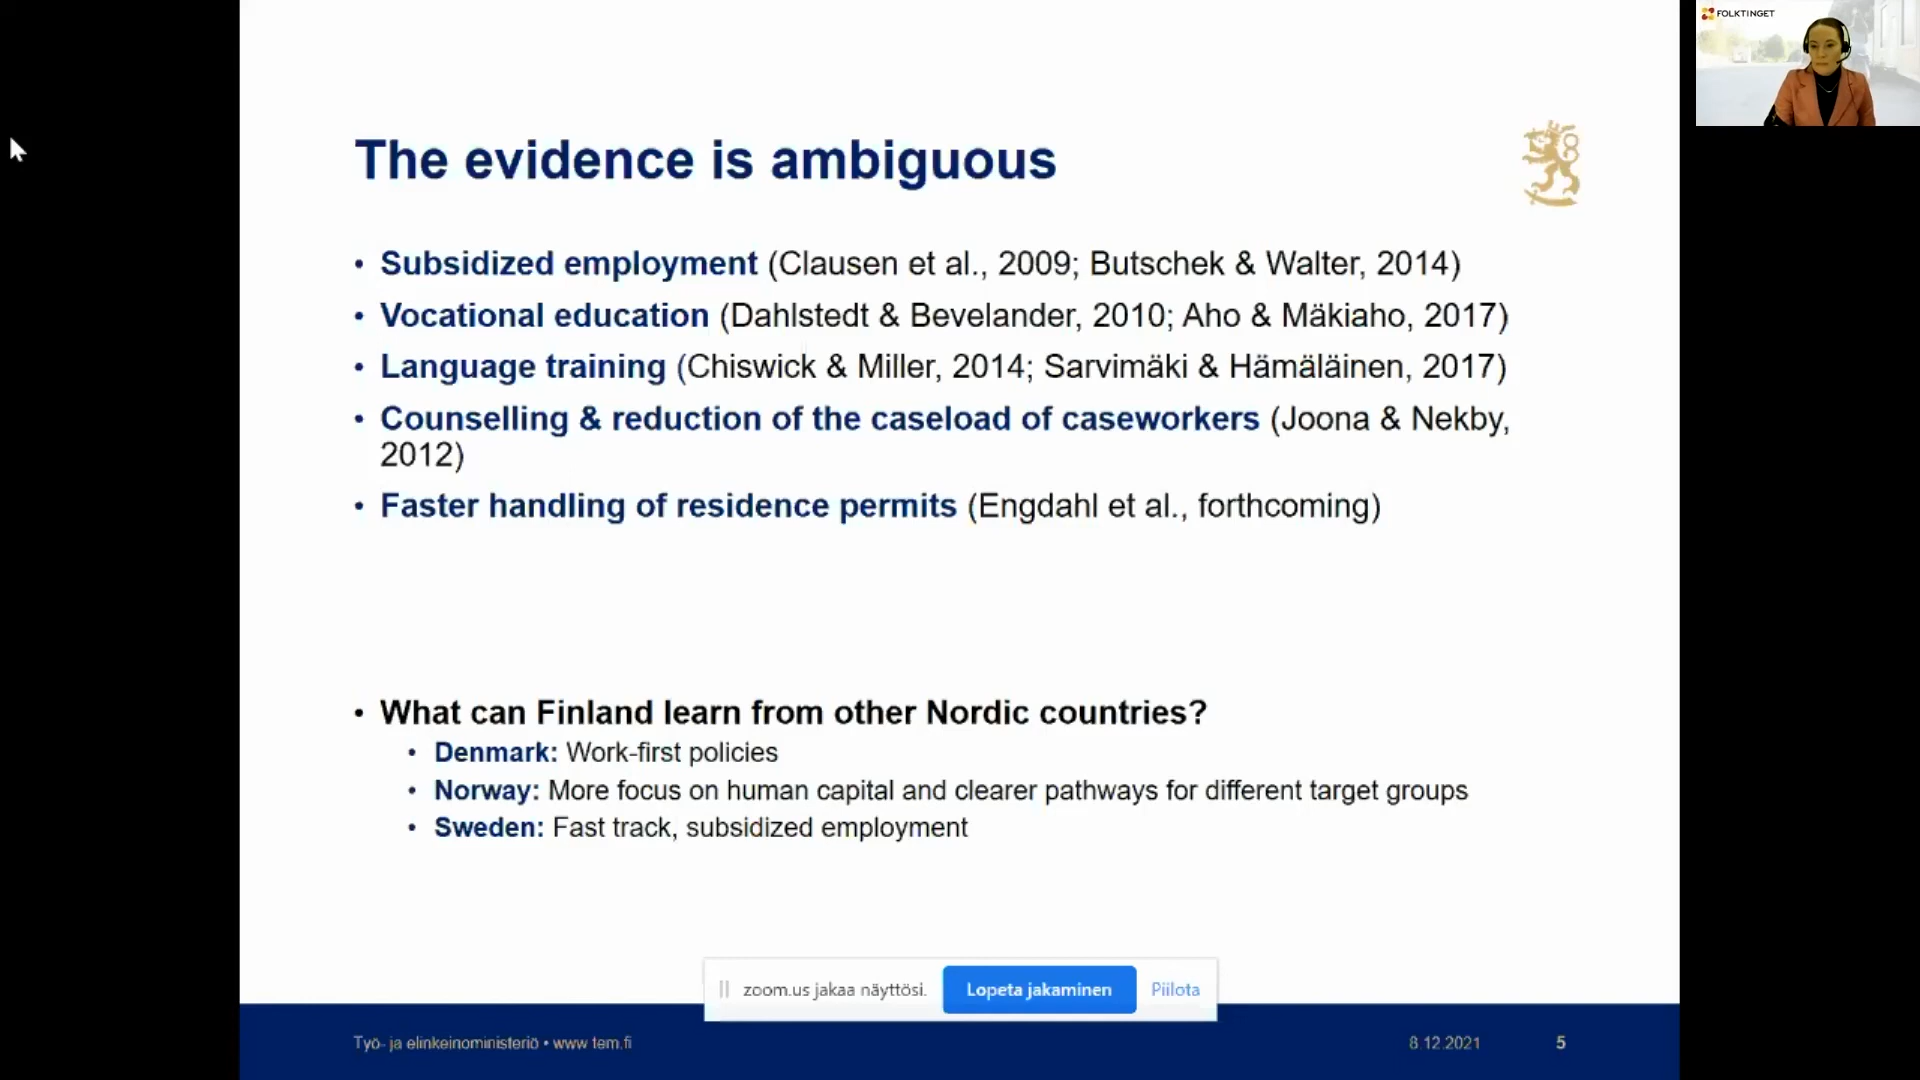 FOLKTINGET
The evidence is ambiguous
• Subsidized employment (Clausen et al., 2009; Butschek & Walter, 2014)
• Vocational education (Dahlstedt & Bevelander, 2010; Aho & Mäkiaho, 2017)
• Language training (Chiswick & Miller, 2014; Sarvimäki & Hämäläinen, 2017)
• Counselling & reduction of the caseload of caseworkers (Joona & Nekby,
2012)
• Faster handling of residence permits (Engdahl et al., forthcoming)
• What can Finland learn from other Nordic countries?
• Denmark: Work-first policies
• Norway: More focus on human capital and clearer pathways for different target groups
• Sweden: Fast track, subsidized employment
zoom.us jakaa näyttösi. Lopeta jakaminen Piilota
Työ- ja elinkeinoministeriö • www tem.fi 8.12.2021 5